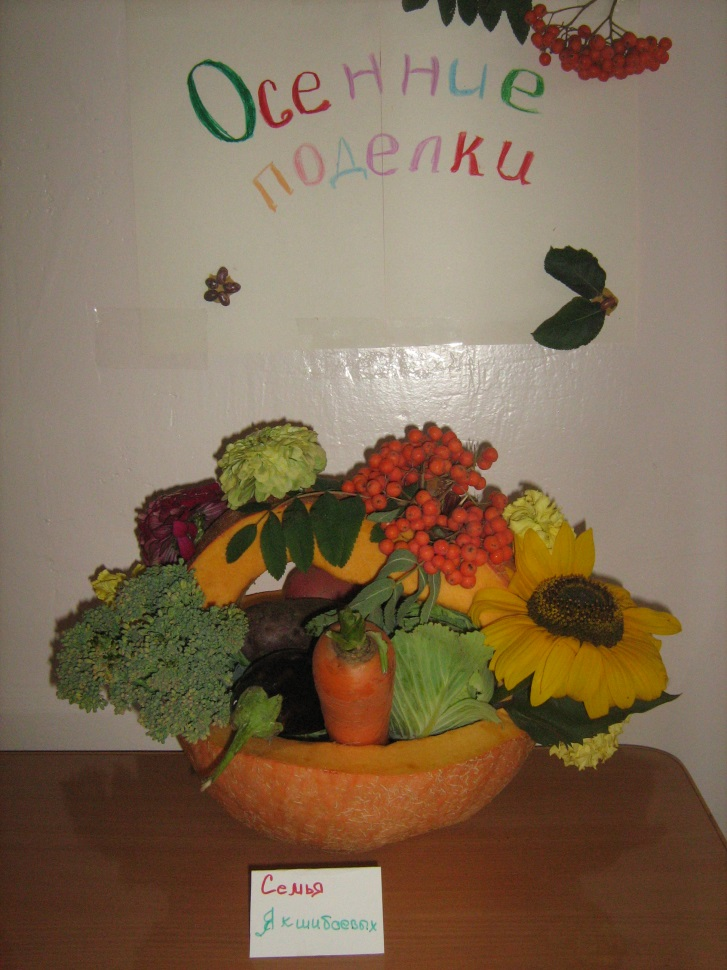 Осенние
поделки
Семья
Якшибаевых